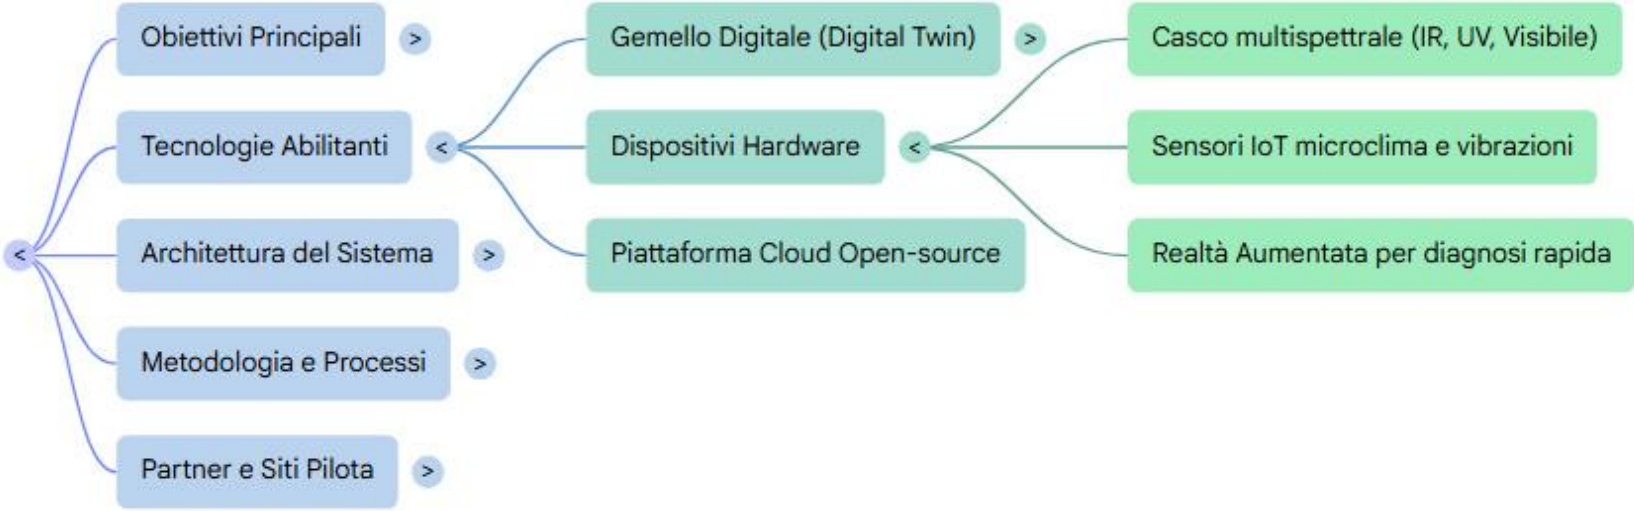 Obiettivi Principali >
Tecnologie Abilitanti <
Architettura del Sistema >
Metodologia e Processi >
Partner e Siti Pilota >
<
Gemello Digitale (Digital Twin) >
Dispositivi Hardware <
Piattaforma Cloud Open-source
Casco multispettrale (IR, UV, Visibile)
Sensori IoT microclima e vibrazioni
Realtà Aumentata per diagnosi rapida